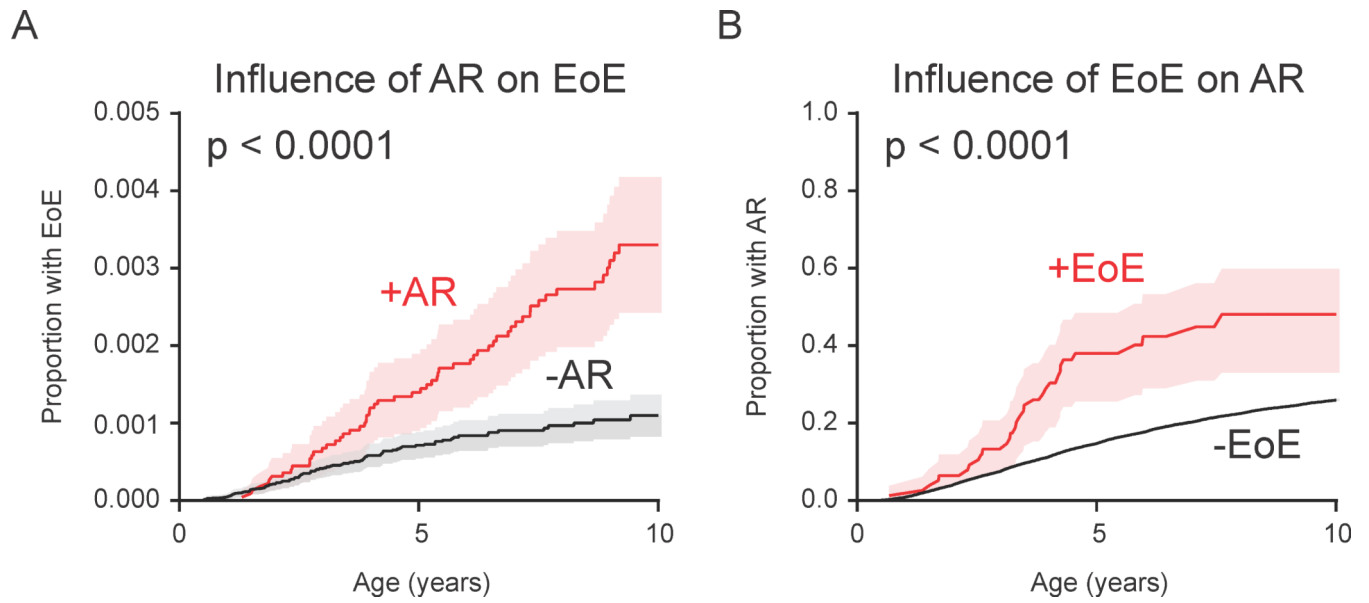 A
Influence of AR on EoE
p < 0.0001
0.005
0.004
0.003
0.002
0.001
0.000
Proportion with EoE
+AR
-AR
0
5
10
Age (years)
B
Influence of EoE on AR
p < 0.0001
1.0
0.8
0.6
0.4
0.2
0.0
Proportion with AR
+EoE
-EoE
0
5
10
Age (years)